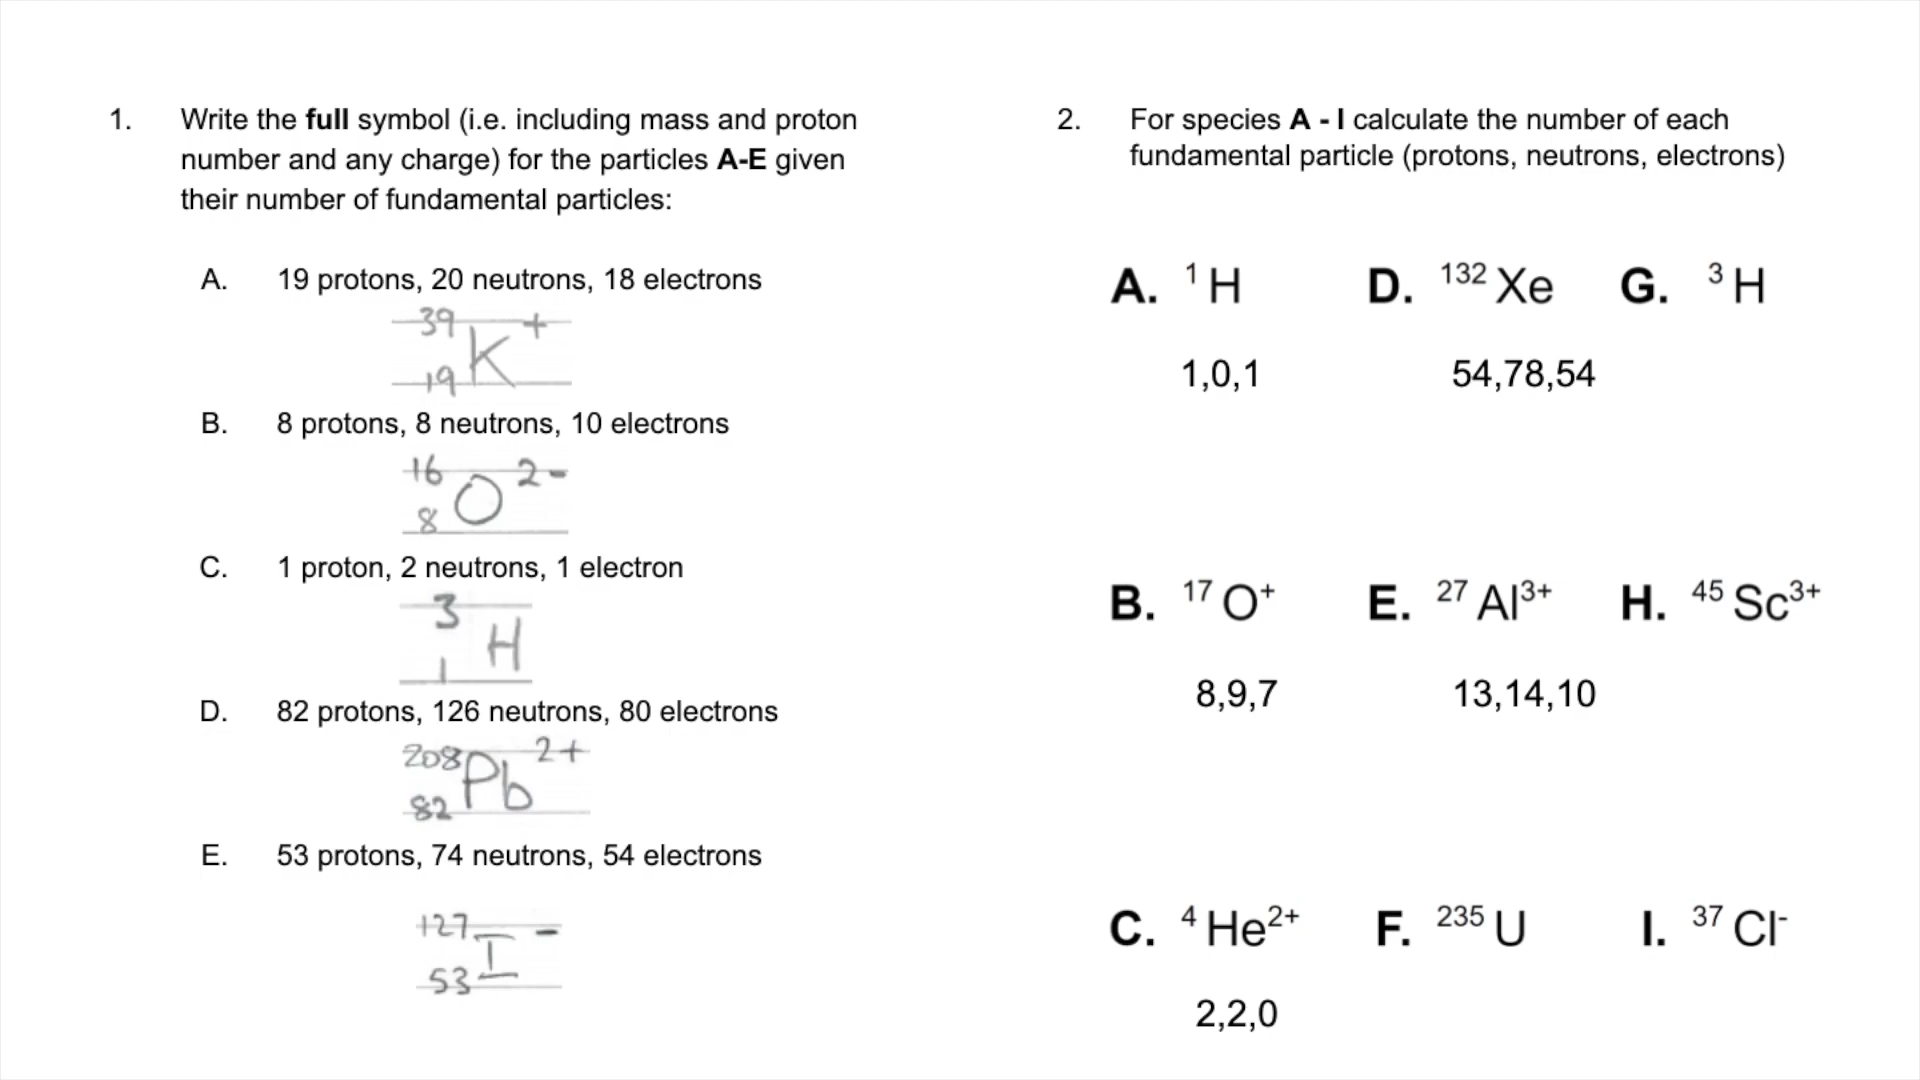 1. Write the full symbol (i.e. including mass and proton
number and any charge) for the particles A-E given
their number of fundamental particles:
A. 19 protons, 20 neutrons, 18 electrons
39
19 K +
B. 8 protons, 8 neutrons, 10 electrons
16
8 O 2-
C. 1 proton, 2 neutrons, 1 electron
3
1 H
D. 82 protons, 126 neutrons, 80 electrons
208
82 Pb 2+
E. 53 protons, 74 neutrons, 54 electrons
127
53 I -
2. For species A - I calculate the number of each
fundamental particle (protons, neutrons, electrons)
A. ¹H D. ¹³²Xe G. ³H
1,0,1 54,78,54
B. ¹⁷O⁺ E. ²⁷Al³⁺ H. ⁴⁵Sc³⁺
8,9,7 13,14,10
C. ⁴He²⁺ F. ²³⁵U I. ³⁷Cl⁻
2,2,0